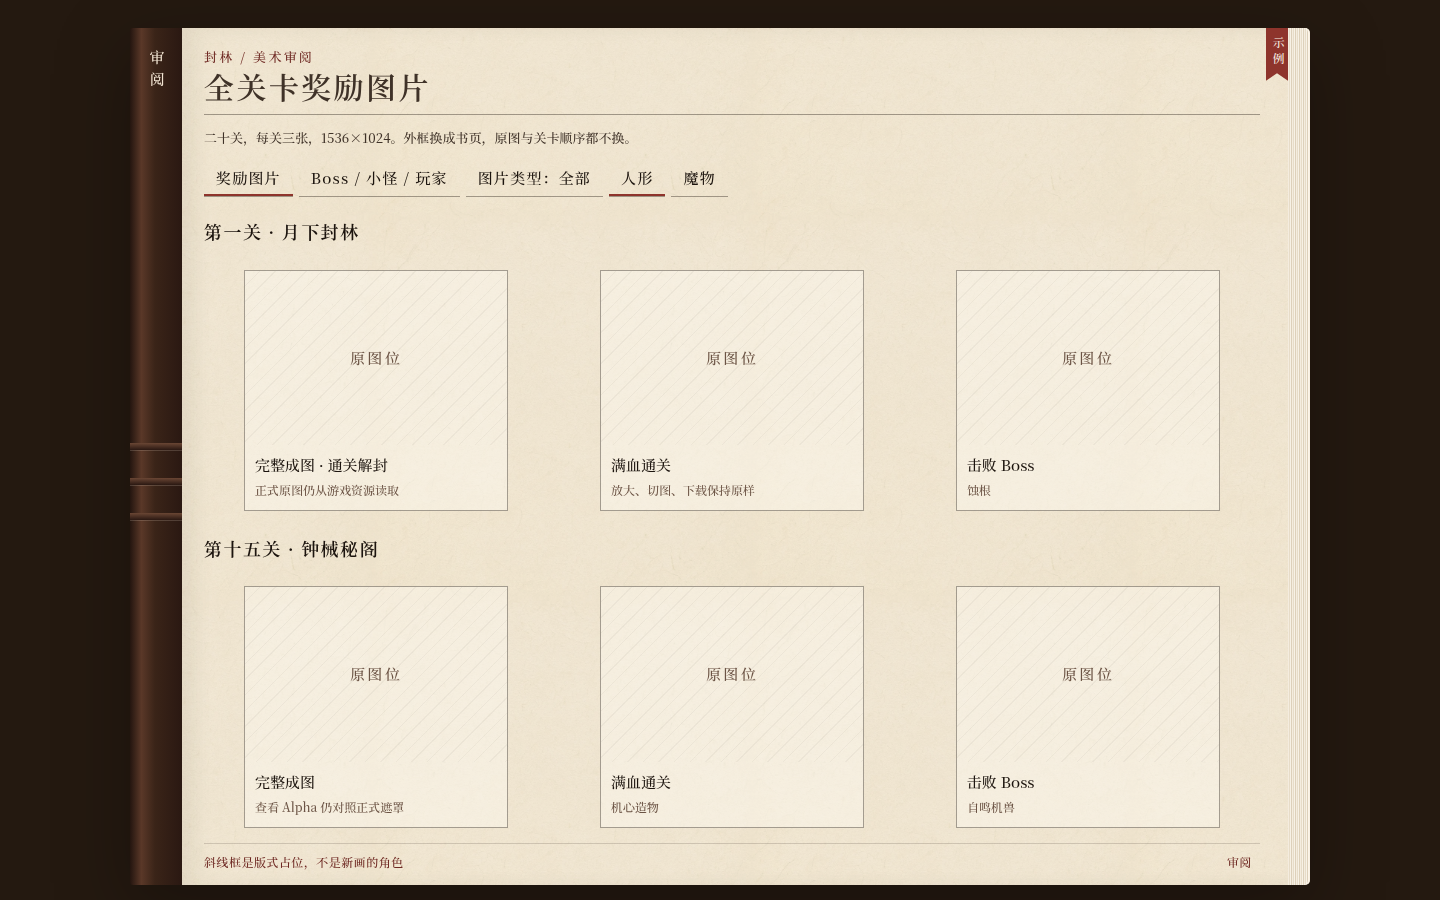 审阅
封林 / 美术审阅
示例
全关卡奖励图片
二十关，每关三张，1536×1024。外框换成书页，原图与关卡顺序都不换。
奖励图片 Boss / 小怪 / 玩家 图片类型：全部 人形 魔物
第一关 · 月下封林
原图位 原图位 原图位
完整成图 · 通关解封 满血通关 击败 Boss
正式原图仍从游戏资源读取 放大、切图、下载保持原样 蚀根
第十五关 · 钟械秘阁
原图位 原图位 原图位
完整成图 满血通关 击败 Boss
查看 Alpha 仍对照正式遮罩 机心造物 自鸣机兽
斜线框是版式占位，不是新画的角色 审阅